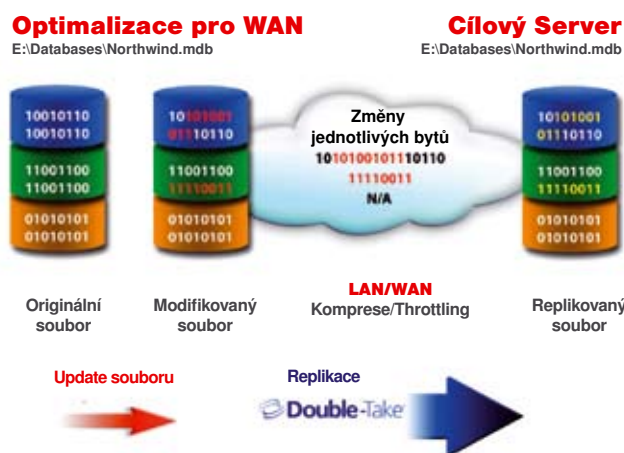 Optimalizace pro WAN
E:\Databases\Northwind.mdb
Cílový Server
E:\Databases\Northwind.mdb
10010110
10010110
11001100
11001100
01010101
01010101
10101001
01110110
11001100
11110011
01010101
01010101
Změny
jednotlivých bytů
1010100101110110
11110011
N/A
10101001
01110110
11001100
11110011
01010101
01010101
Originální
soubor
Modifikovaný
soubor
LAN/WAN
Komprese/Throttling
Replikovaný
soubor
Update souboru
Replikace
Double-Take